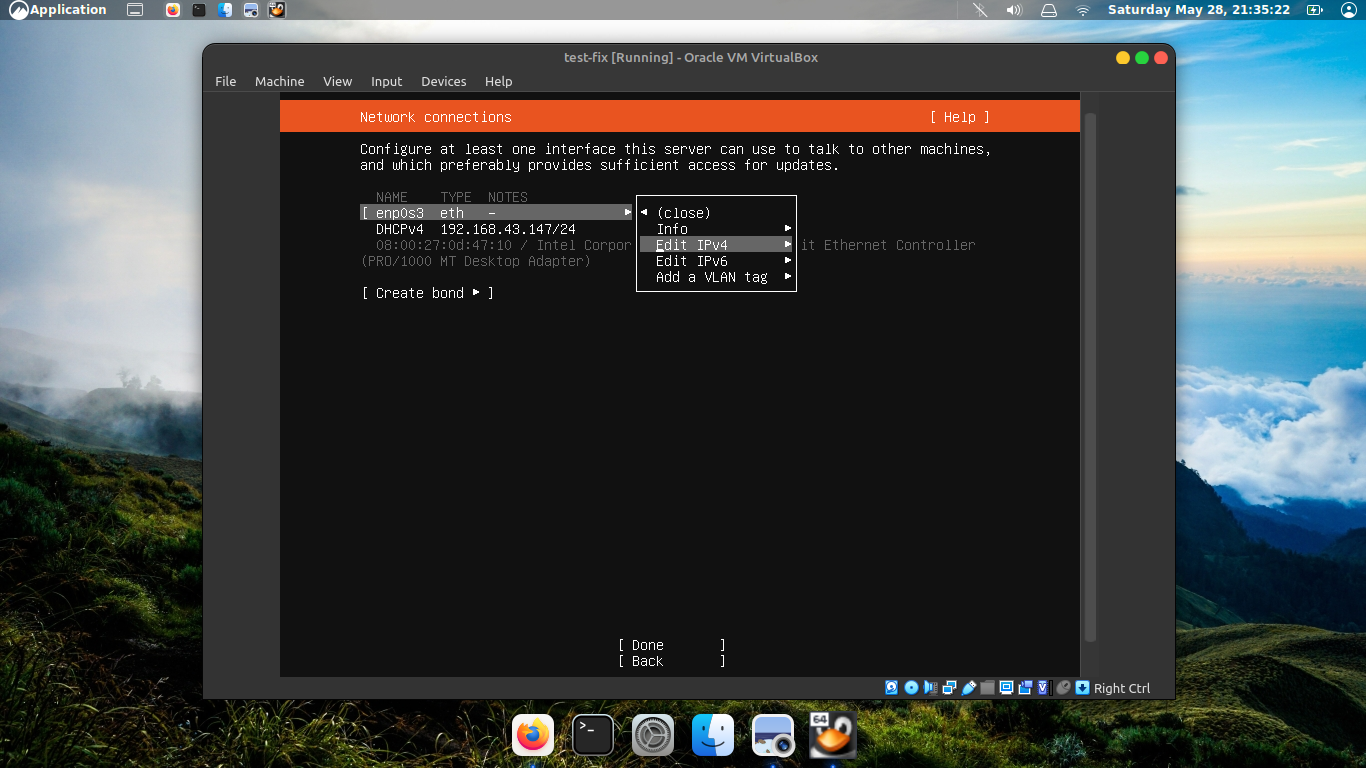 Application
Saturday May 28, 21:35:22
test-fix [Running] - Oracle VM VirtualBox
File Machine View Input Devices Help
Network connections [ Help ]
Configure at least one interface this server can use to talk to other machines,
and which preferably provides sufficient access for updates.
NAME TYPE NOTES
[ enp0s3 eth – ▸
DHCPv4 192.168.43.147/24
08:00:27:0d:47:10 / Intel Corpor it Ethernet Controller
(PRO/1000 MT Desktop Adapter)
◂ (close)
Info ▸
Edit IPv4 ▸
Edit IPv6 ▸
Add a VLAN tag ▸
[ Create bond ▸ ]
[ Done ]
[ Back ]
Right Ctrl
64